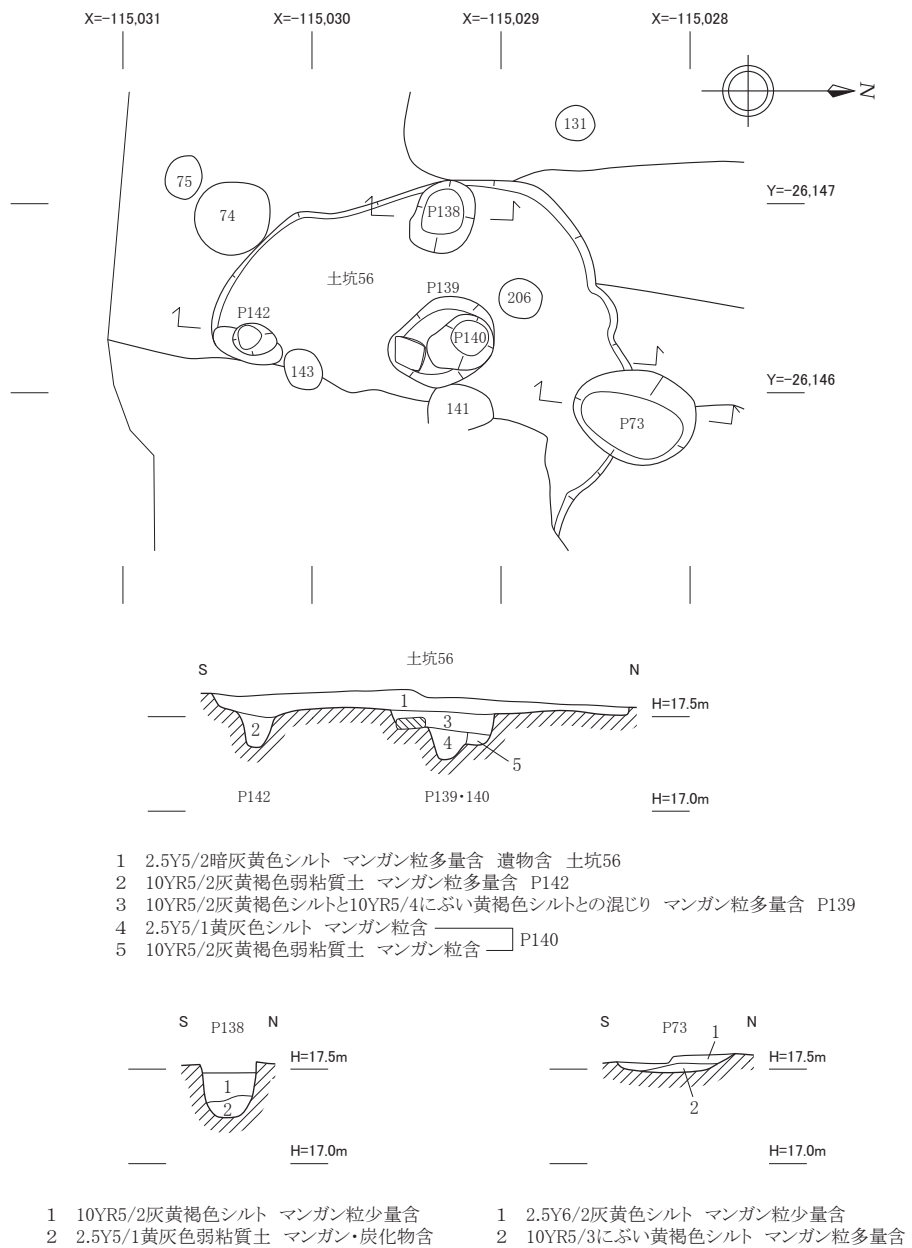 X=-115,031 X=-115,030 X=-115,029 X=-115,028
N
131
75
Y=-26,147
74
P138
土坑56
P139
206
P142
P140
143
Y=-26,146
141
P73
土坑56
S N
1
H=17.5m
2
3
4
5
P142 P139・140
H=17.0m
1 2.5Y5/2暗灰黄色シルト マンガン粒多量含 遺物含 土坑56
2 10YR5/2灰黄褐色弱粘質土 マンガン粒多量含 P142
3 10YR5/2灰黄褐色シルトと10YR5/4にぶい黄褐色シルトとの混じり マンガン粒多量含 P139
4 2.5Y5/1黄灰色シルト マンガン粒含
P140
5 10YR5/2灰黄褐色弱粘質土 マンガン粒含
S P138 N
H=17.5m
1
2
H=17.0m
1 10YR5/2灰黄褐色シルト マンガン粒少量含
2 2.5Y5/1黄灰色弱粘質土 マンガン・炭化物含
S P73 N
1
H=17.5m
2
H=17.0m
1 2.5Y6/2灰黄色シルト マンガン粒少量含
2 10YR5/3にぶい黄褐色シルト マンガン粒多量含